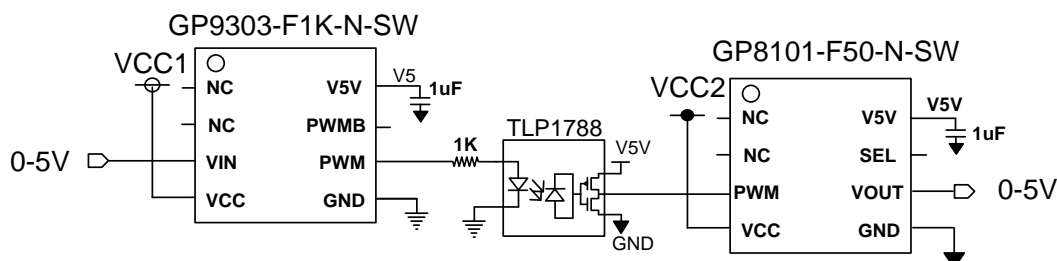 GP9303-F1K-N-SW
VCC1
NC
V5V
V5
1uF
NC
PWMB
0-5V
VIN
PWM
1K
VCC
GND
TLP1788
V5V
GND
GP8101-F50-N-SW
VCC2
NC
V5V
V5V
1uF
NC
SEL
PWM
VOUT
0-5V
VCC
GND